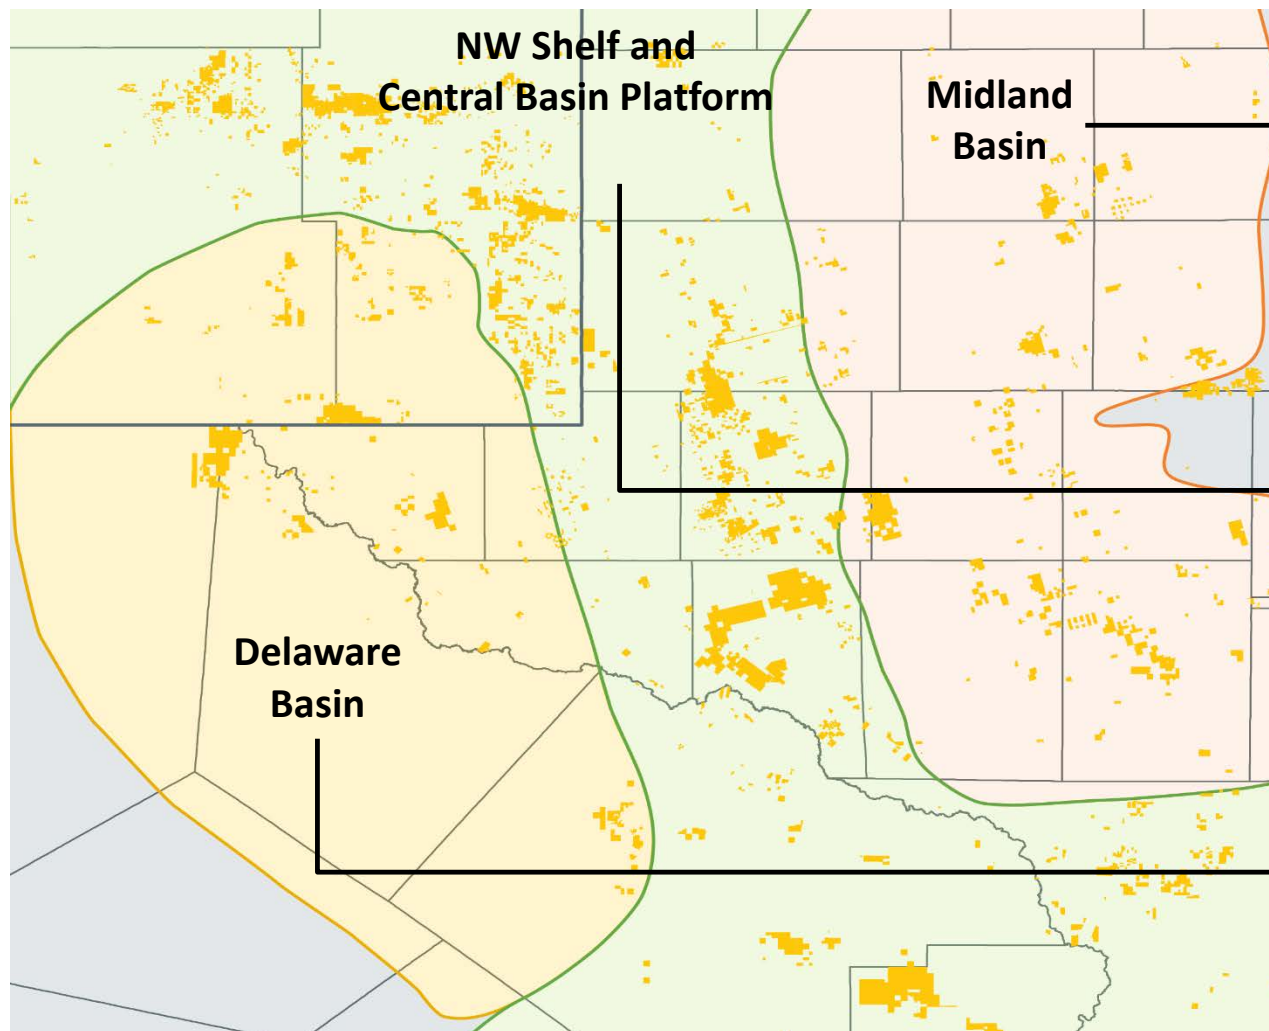 NW Shelf and
Central Basin Platform
Midland
Basin
Delaware
Basin